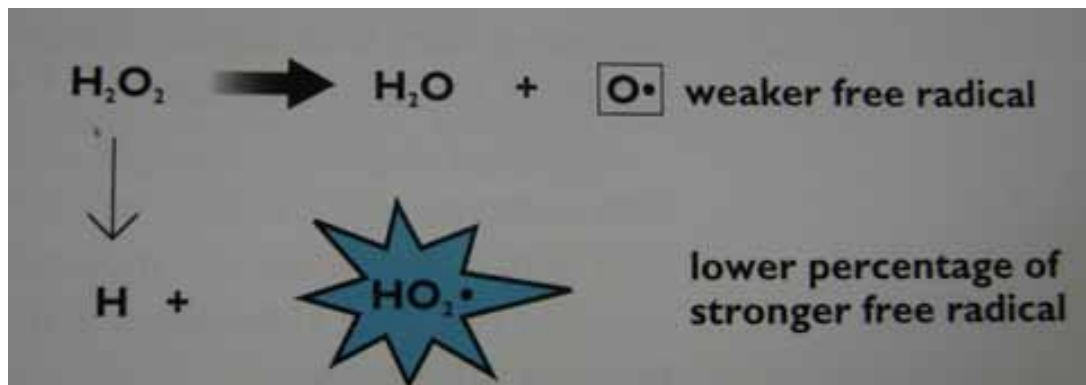 H₂O₂ H₂O + O• weaker free radical
H + HO₂• lower percentage of
stronger free radical